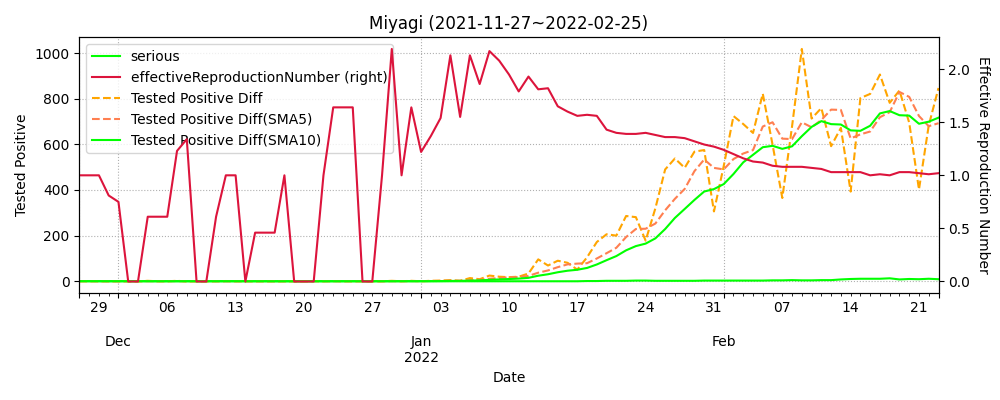 Miyagi (2021-11-27~2022-02-25)
serious
effectiveReproductionNumber (right)
Tested Positive Diff
Tested Positive Diff(SMA5)
Tested Positive Diff(SMA10)
Tested Positive
1000
800
600
400
200
0
2.0
1.5
1.0
0.5
0.0
Effective Reproduction Number
29 06 13 20 27 03 10 17 24 31 07 14 21
Dec Jan Feb
2022
Date